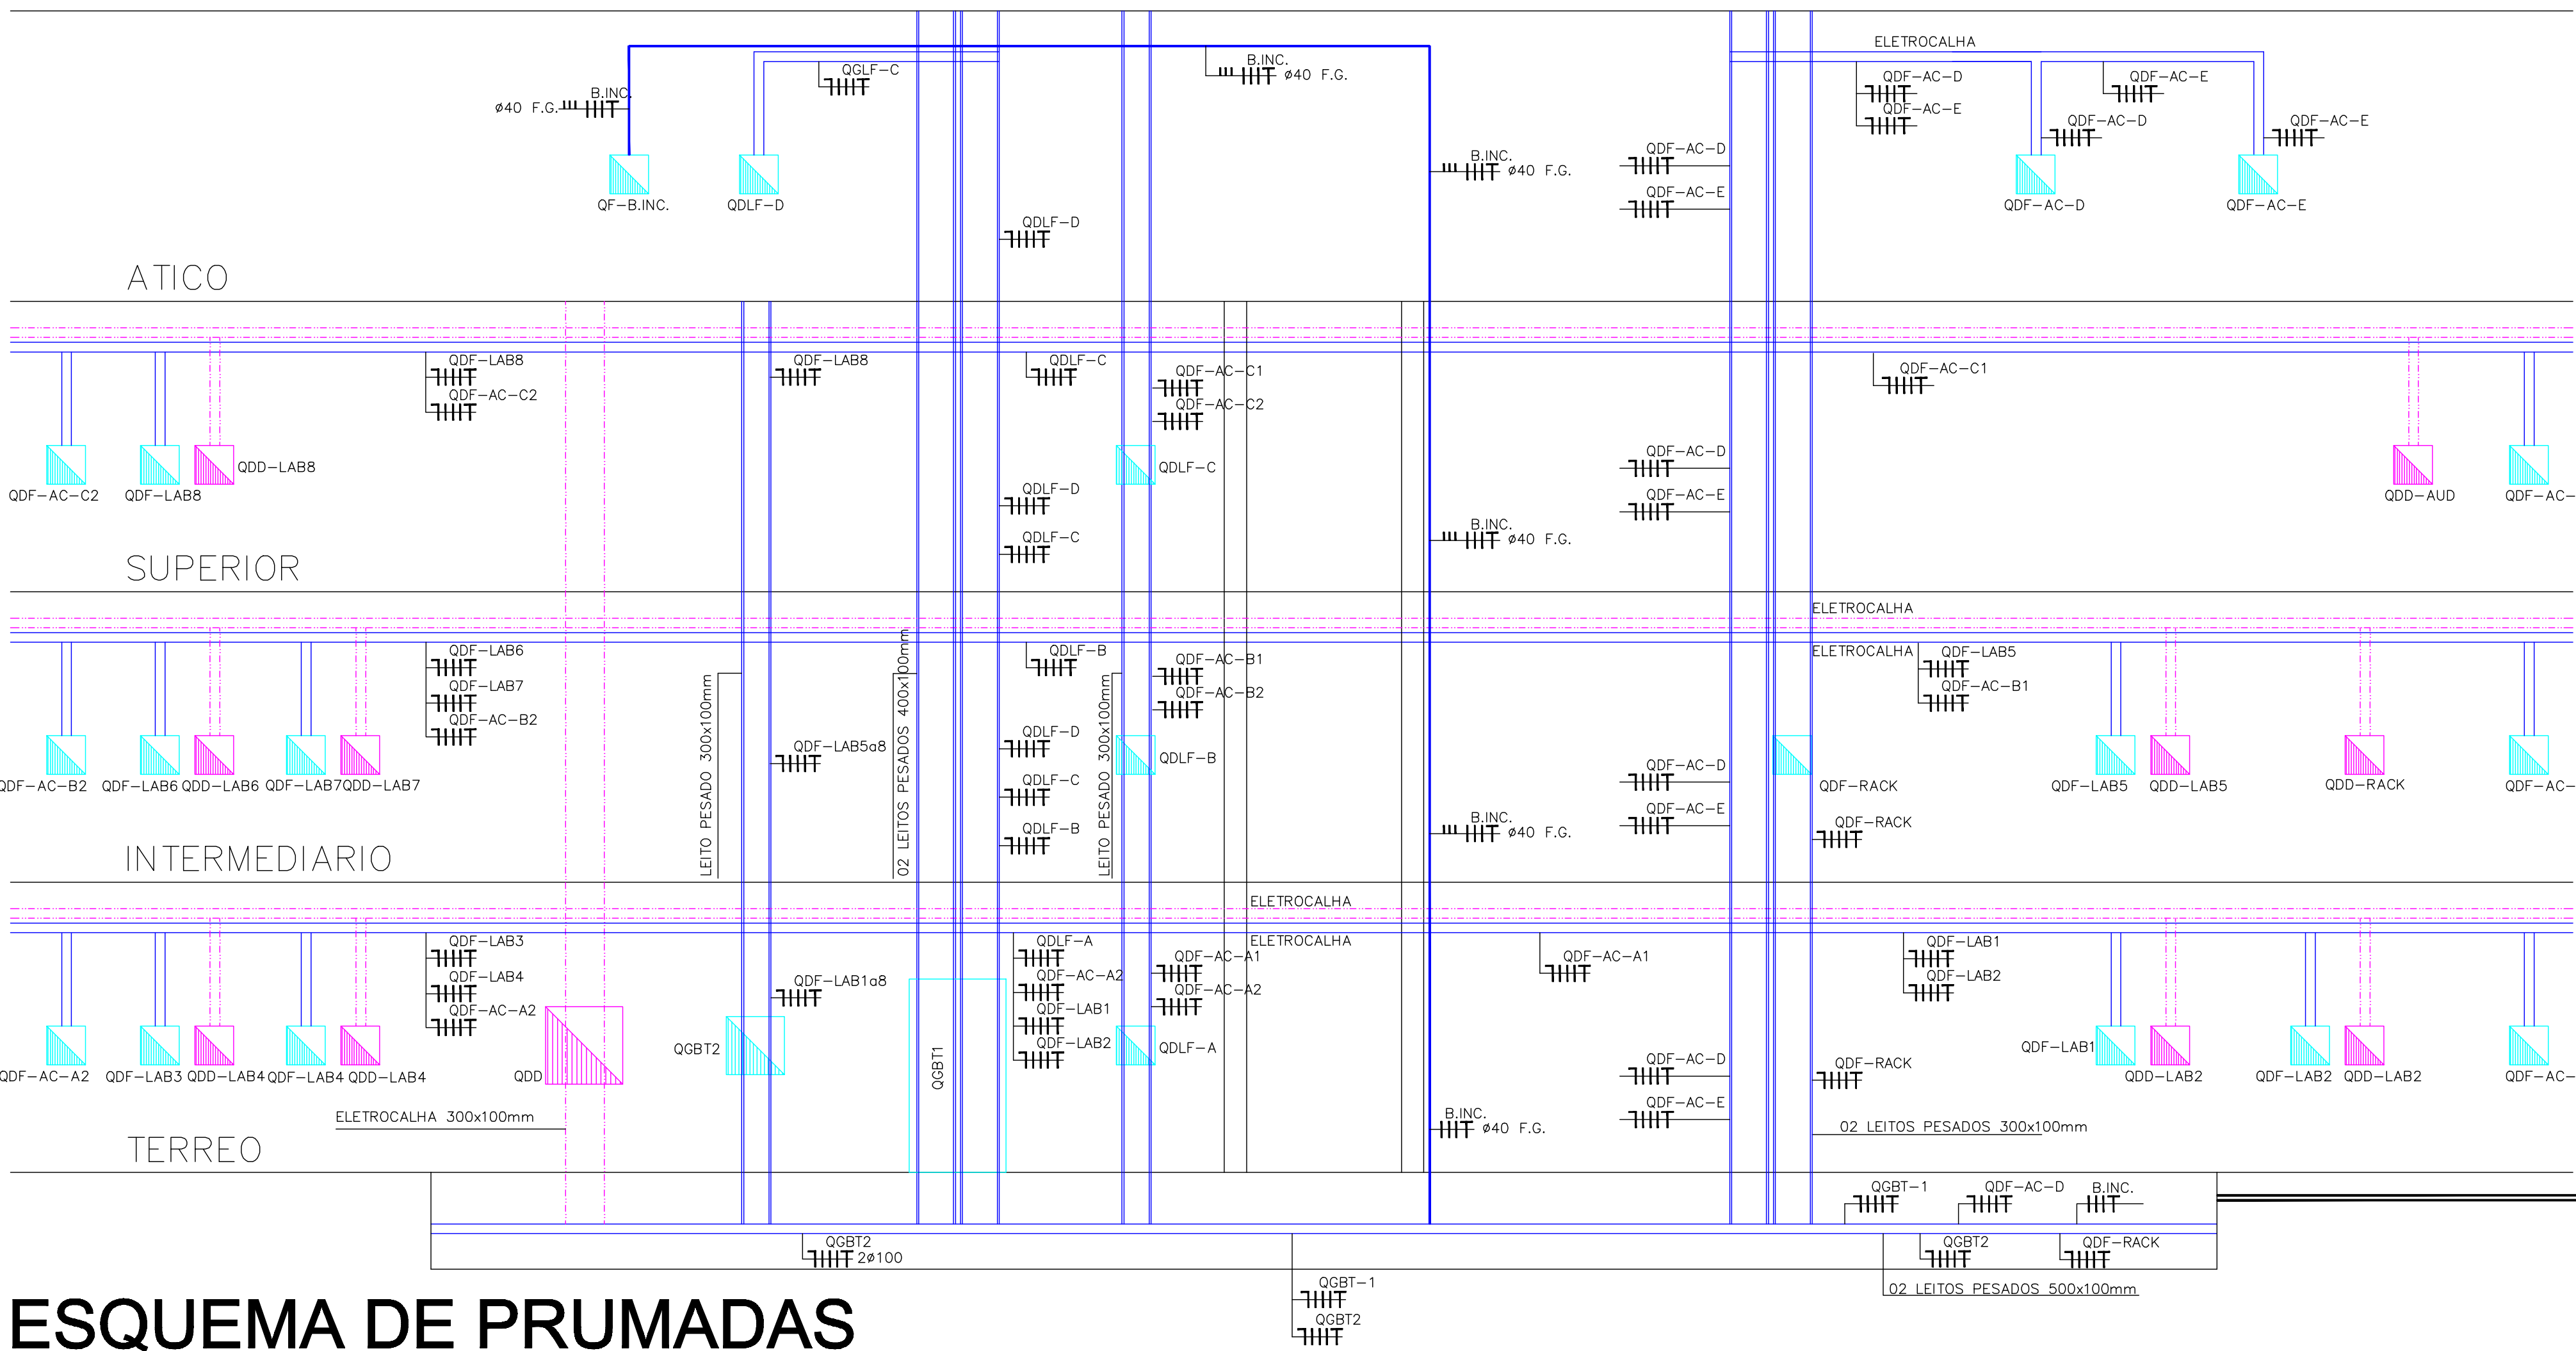 ELETROCALHA
B.INC.
ø40 F.G.
QGLF-C
B.INC.
ø40 F.G.
QDF-AC-D
QDF-AC-E
QDF-AC-E
QDF-AC-D
QDF-AC-E
QDF-AC-D
B.INC.
ø40 F.G.
QDF-AC-E
QF-B.INC.
QDLF-D
QDF-AC-D
QDF-AC-E
QDLF-D
ATICO
QDF-LAB8
QDF-AC-C2
QDF-LAB8
QDLF-C
QDF-AC-C1
QDF-AC-C2
QDF-AC-C1
QDF-AC-D
QDF-AC-E
QDD-LAB8
QDLF-C
QDF-AC-C2
QDF-LAB8
QDD-AUD
QDF-AC-
QDLF-D
QDLF-C
B.INC.
ø40 F.G.
SUPERIOR
ELETROCALHA
ELETROCALHA
QDF-LAB6
QDF-LAB7
QDF-AC-B2
LEITO PESADO 300x100mm
02 LEITOS PESADOS 400x100mm
LEITO PESADO 300x100mm
QDLF-B
QDF-AC-B1
QDF-AC-B2
QDF-LAB5
QDF-AC-B1
QDF-LAB5a8
QDLF-D
QDLF-C
QDLF-B
QDLF-B
QDF-AC-D
QDF-AC-E
B.INC.
ø40 F.G.
QDF-AC-B2
QDF-LAB6
QDD-LAB6
QDF-LAB7
QDD-LAB7
QDF-RACK
QDF-RACK
QDF-LAB5
QDD-LAB5
QDD-RACK
QDF-AC-
INTERMEDIARIO
ELETROCALHA
ELETROCALHA
QDF-LAB3
QDF-LAB4
QDF-AC-A2
QDF-LAB1a8
QDLF-A
QDF-AC-A2
QDF-LAB1
QDF-LAB2
QDF-AC-A1
QDF-AC-A2
QDF-AC-A1
QDF-LAB1
QDF-LAB2
QDF-AC-A2
QDF-LAB3
QDD-LAB4
QDF-LAB4
QDD-LAB4
QDD
QGBT2
QGBT1
QDLF-A
QDF-AC-D
QDF-AC-E
QDF-RACK
QDF-LAB1
QDD-LAB2
QDF-LAB2
QDD-LAB2
QDF-AC-
ELETROCALHA 300x100mm
B.INC.
ø40 F.G.
02 LEITOS PESADOS 300x100mm
TERREO
QGBT-1
QDF-AC-D
B.INC.
QGBT2
2ø100
QGBT2
QDF-RACK
QGBT-1
QGBT2
02 LEITOS PESADOS 500x100mm
ESQUEMA DE PRUMADAS